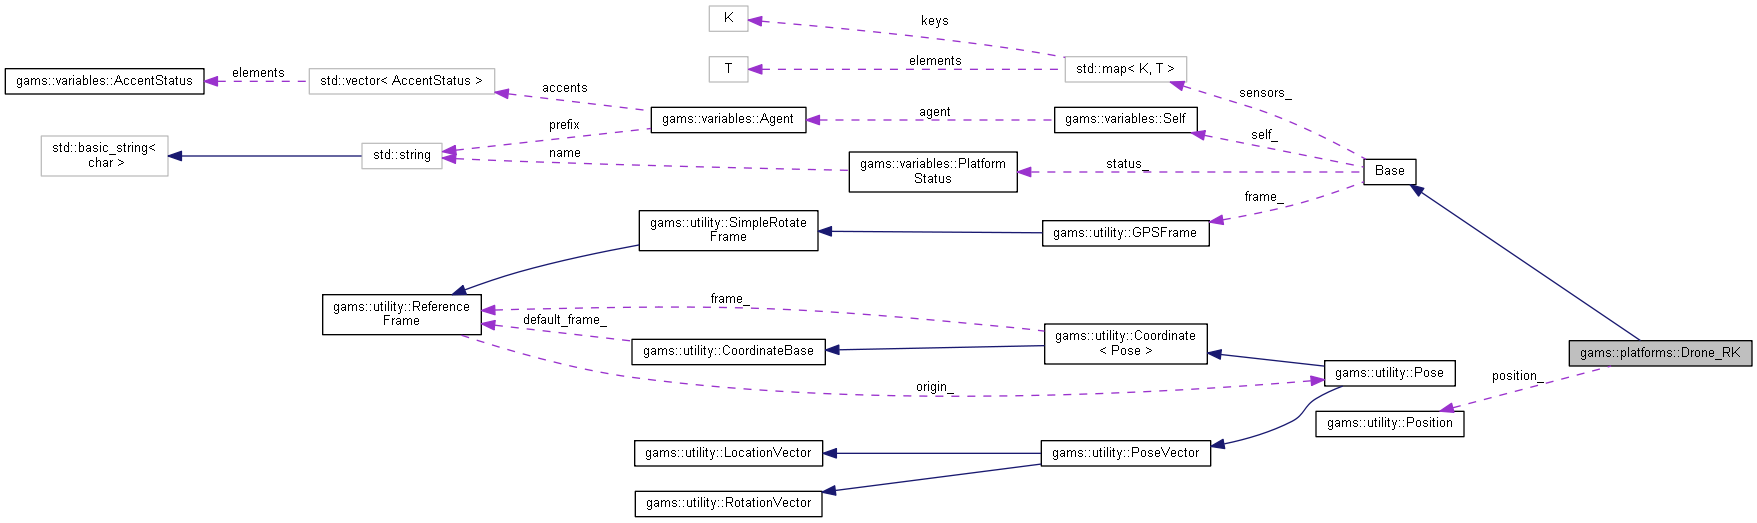 K
keys
T
elements
std::map< K, T >
gams::variables::AccentStatus
elements
std::vector< AccentStatus >
accents
sensors_
gams::variables::Agent
agent
gams::variables::Self
prefix
self_
std::basic_string<
char >
std::string
name
gams::variables::Platform
Status
status_
Base
frame_
gams::utility::SimpleRotate
Frame
gams::utility::GPSFrame
gams::utility::Reference
Frame
frame_
default_frame_
gams::utility::CoordinateBase
gams::utility::Coordinate
< Pose >
gams::platforms::Drone_RK
origin_
gams::utility::Pose
position_
gams::utility::Position
gams::utility::LocationVector
gams::utility::PoseVector
gams::utility::RotationVector